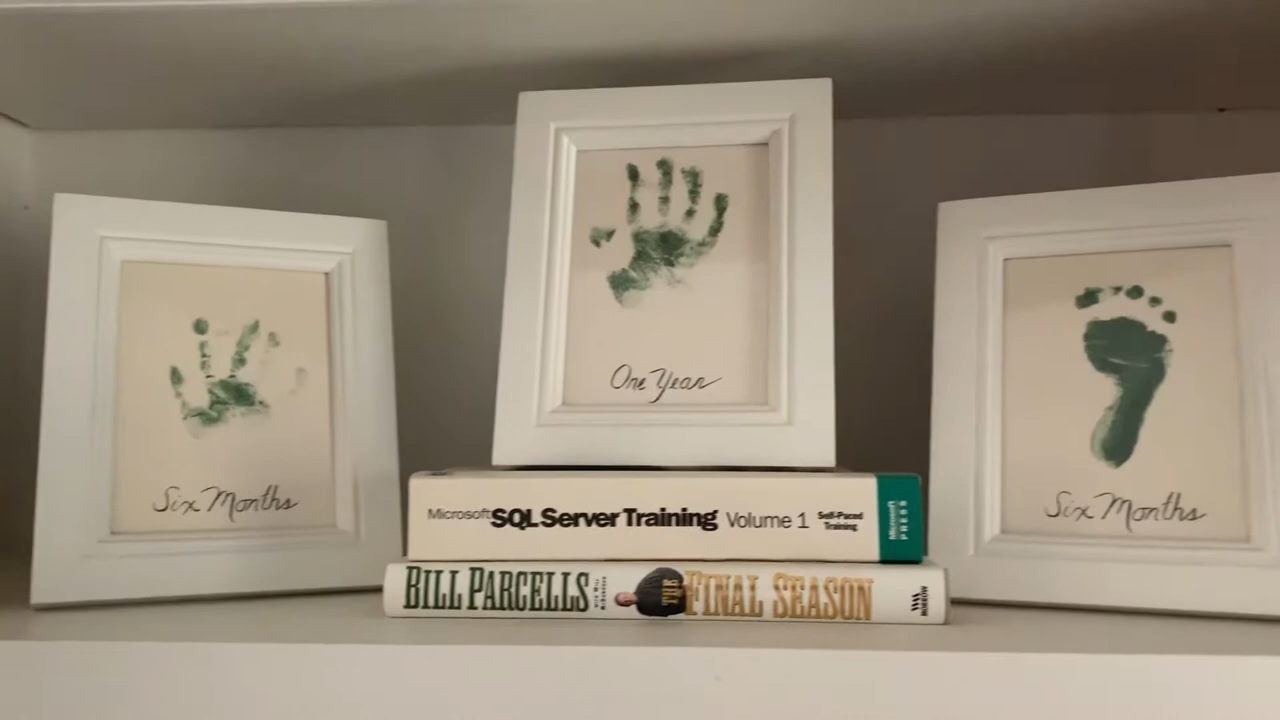 One Year
Six Months
Six Months
Microsoft SQL Server Training Volume 1 Self-Paced Training Microsoft PRESS
BILL PARCELLS THE FINAL SEASON MORROW